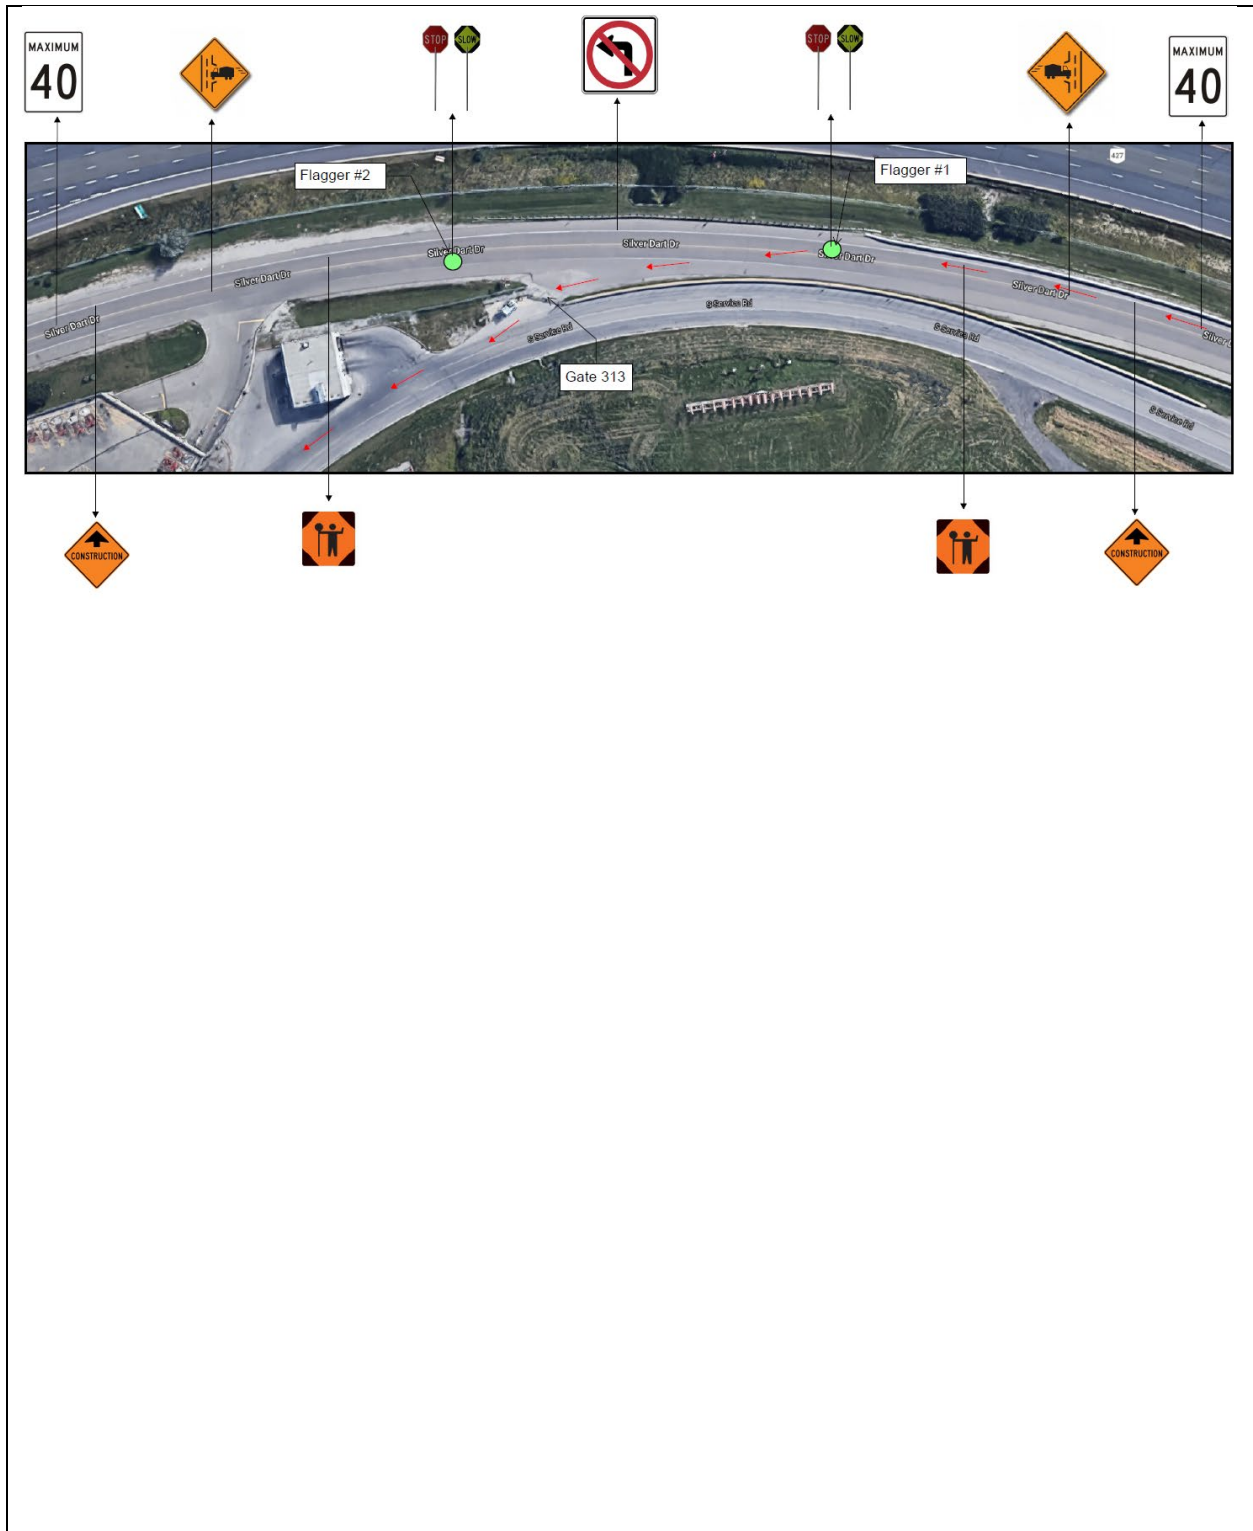 MAXIMUM
40
STOP
SLOW
STOP
SLOW
MAXIMUM
40
427
Flagger #2
Flagger #1
Silver Dart Dr
Silver Dart Dr
Silver Dart Dr
Silver Dart Dr
Silver Dart Dr
Silver Dart Dr
Silver D
S Service Rd
S Service Rd
S Service Rd
S Service Rd
Gate 313
CONSTRUCTION
CONSTRUCTION